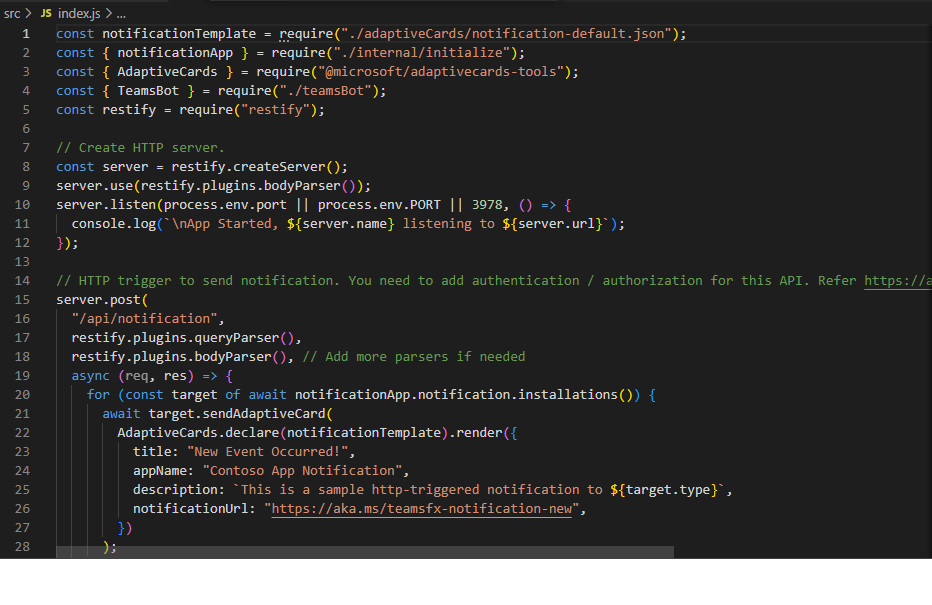 src > JS index.js > ...
1 const notificationTemplate = require("./adaptiveCards/notification-default.json");
2 const { notificationApp } = require("./internal/initialize");
3 const { AdaptiveCards } = require("@microsoft/adaptivecards-tools");
4 const { TeamsBot } = require("./teamsBot");
5 const restify = require("restify");
6
7 // Create HTTP server.
8 const server = restify.createServer();
9 server.use(restify.plugins.bodyParser());
10 server.listen(process.env.port || process.env.PORT || 3978, () => {
11 console.log(`\nApp Started, ${server.name} listening to ${server.url}`);
12 });
13
14 // HTTP trigger to send notification. You need to add authentication / authorization for this API. Refer https://a
15 server.post(
16 "/api/notification",
17 restify.plugins.queryParser(),
18 restify.plugins.bodyParser(), // Add more parsers if needed
19 async (req, res) => {
20 for (const target of await notificationApp.notification.installations()) {
21 await target.sendAdaptiveCard(
22 AdaptiveCards.declare(notificationTemplate).render({
23 title: "New Event Occurred!",
24 appName: "Contoso App Notification",
25 description: `This is a sample http-triggered notification to ${target.type}`,
26 notificationUrl: "https://aka.ms/teamsfx-notification-new",
27 })
28 );